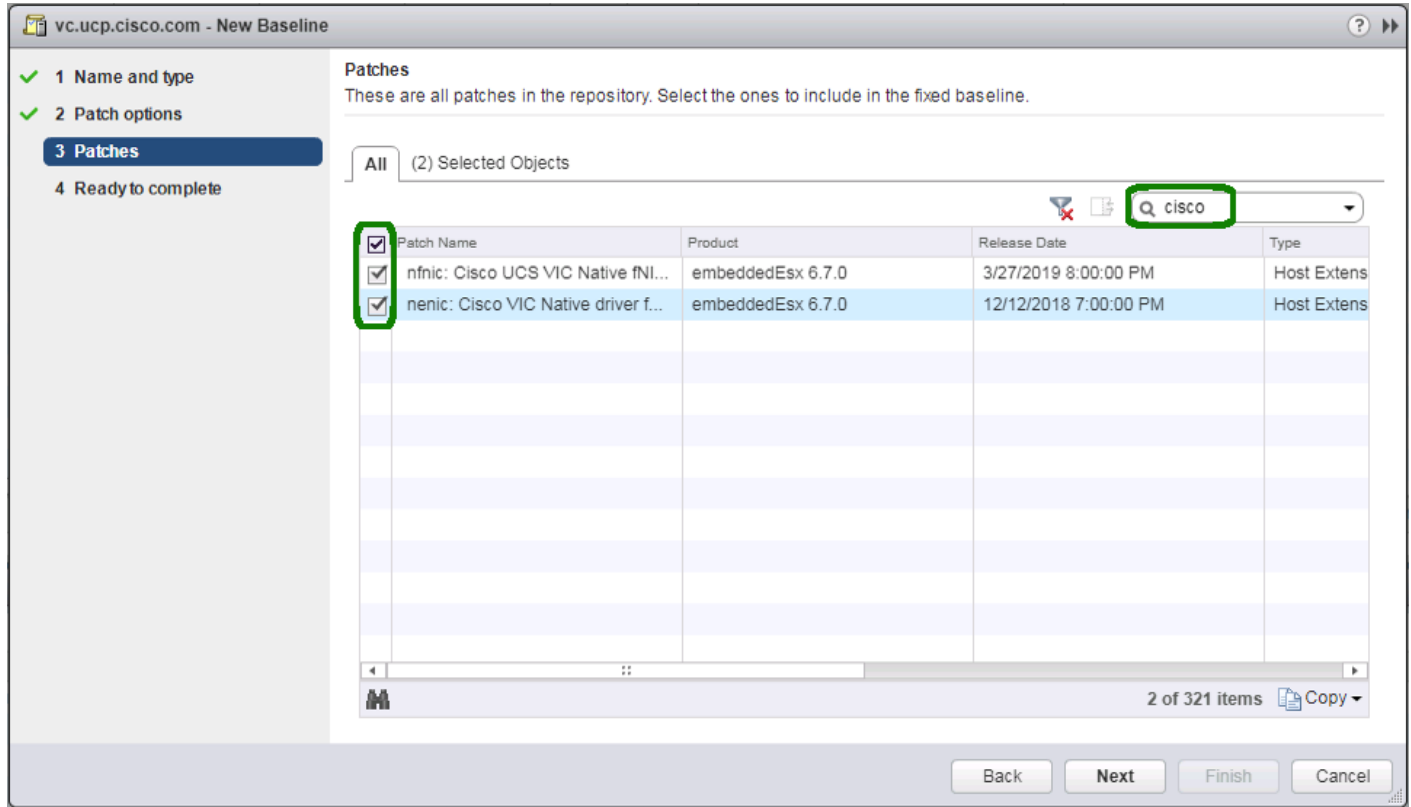 vc.ucp.cisco.com - New Baseline
?
1 Name and type
2 Patch options
3 Patches
4 Ready to complete
Patches
These are all patches in the repository. Select the ones to include in the fixed baseline.
All (2) Selected Objects
cisco
Patch Name Product Release Date Type
nfnic: Cisco UCS VIC Native fNI... embeddedEsx 6.7.0 3/27/2019 8:00:00 PM Host Extens
nenic: Cisco VIC Native driver f... embeddedEsx 6.7.0 12/12/2018 7:00:00 PM Host Extens
2 of 321 items Copy
Back Next Finish Cancel